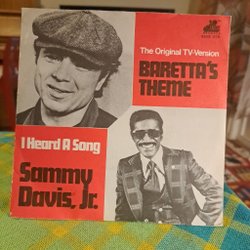 The Original TV-Version
BARETTA'S
THEME
I Heard A Song
Sammy
Davis, Jr.